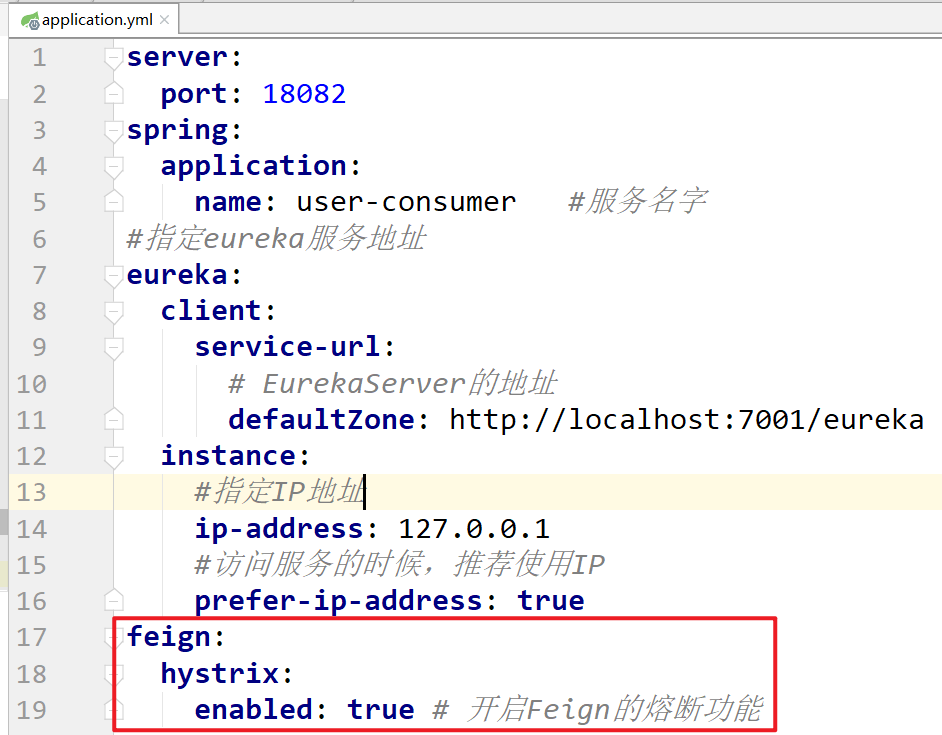 application.yml
1 server:
2 port: 18082
3 spring:
4 application:
5 name: user-consumer #服务名字
6 #指定eureka服务地址
7 eureka:
8 client:
9 service-url:
10 # EurekaServer的地址
11 defaultZone: http://localhost:7001/eureka
12 instance:
13 #指定IP地址
14 ip-address: 127.0.0.1
15 #访问服务的时候，推荐使用IP
16 prefer-ip-address: true
17 feign:
18 hystrix:
19 enabled: true # 开启Feign的熔断功能